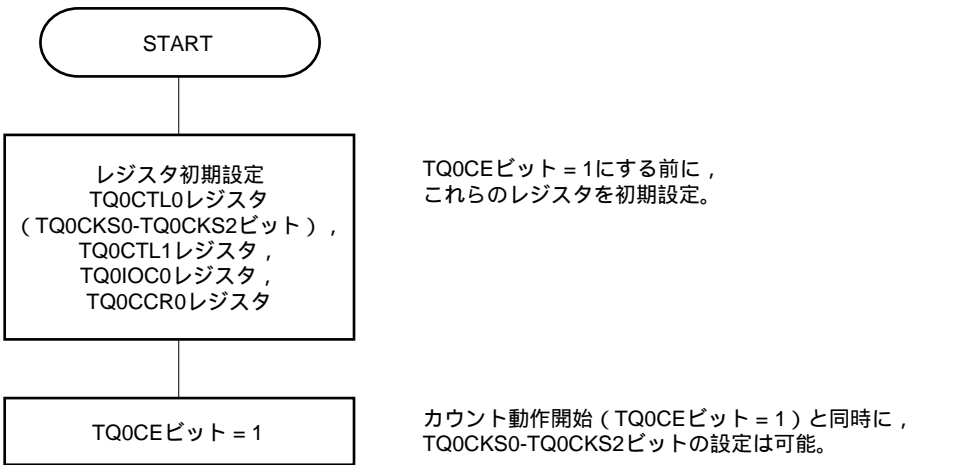 START
レジスタ初期設定
TQ0CTL0レジスタ
（TQ0CKS0-TQ0CKS2ビット），
TQ0CTL1レジスタ，
TQ0IOC0レジスタ，
TQ0CCR0レジスタ
TQ0CEビット = 1にする前に，
これらのレジスタを初期設定。
TQ0CEビット = 1
カウント動作開始（TQ0CEビット = 1）と同時に，
TQ0CKS0-TQ0CKS2ビットの設定は可能。